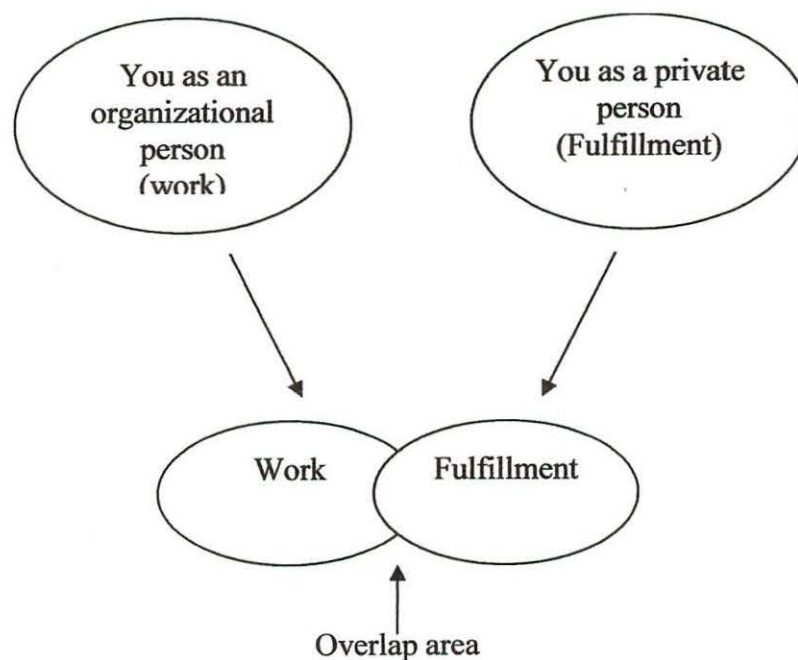 You as an
organizational
person
(work)
You as a private
person
(Fulfillment)
Work
Fulfillment
Overlap area